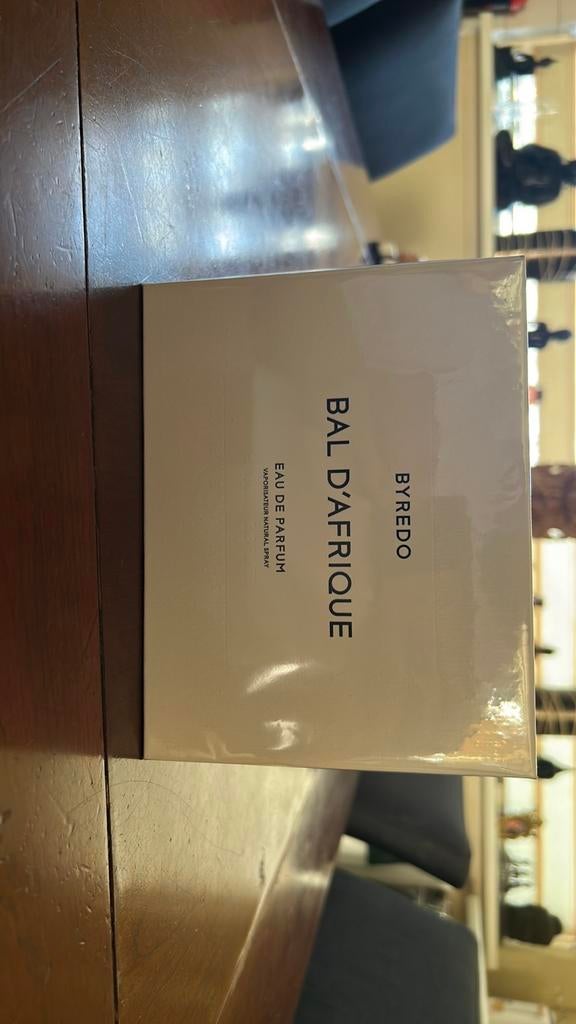 BYREDO
BAL D'AFRIQUE
EAU DE PARFUM
VAPORISATEUR NATURAL SPRAY